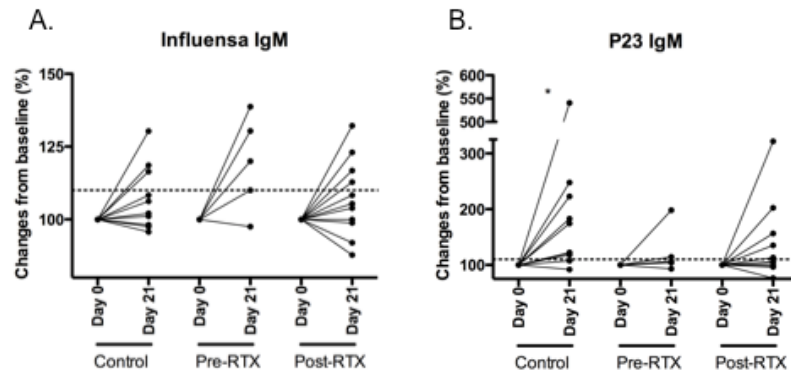 A.
Influensa IgM
Changes from baseline (%)
150
125
100
Day 0
Day 21
Day 0
Day 21
Day 0
Day 21
Control
Pre-RTX
Post-RTX
B.
P23 IgM
Changes from baseline (%)
600
550
500
300
200
100
*
Day 0
Day 21
Day 0
Day 21
Day 0
Day 21
Control
Pre-RTX
Post-RTX